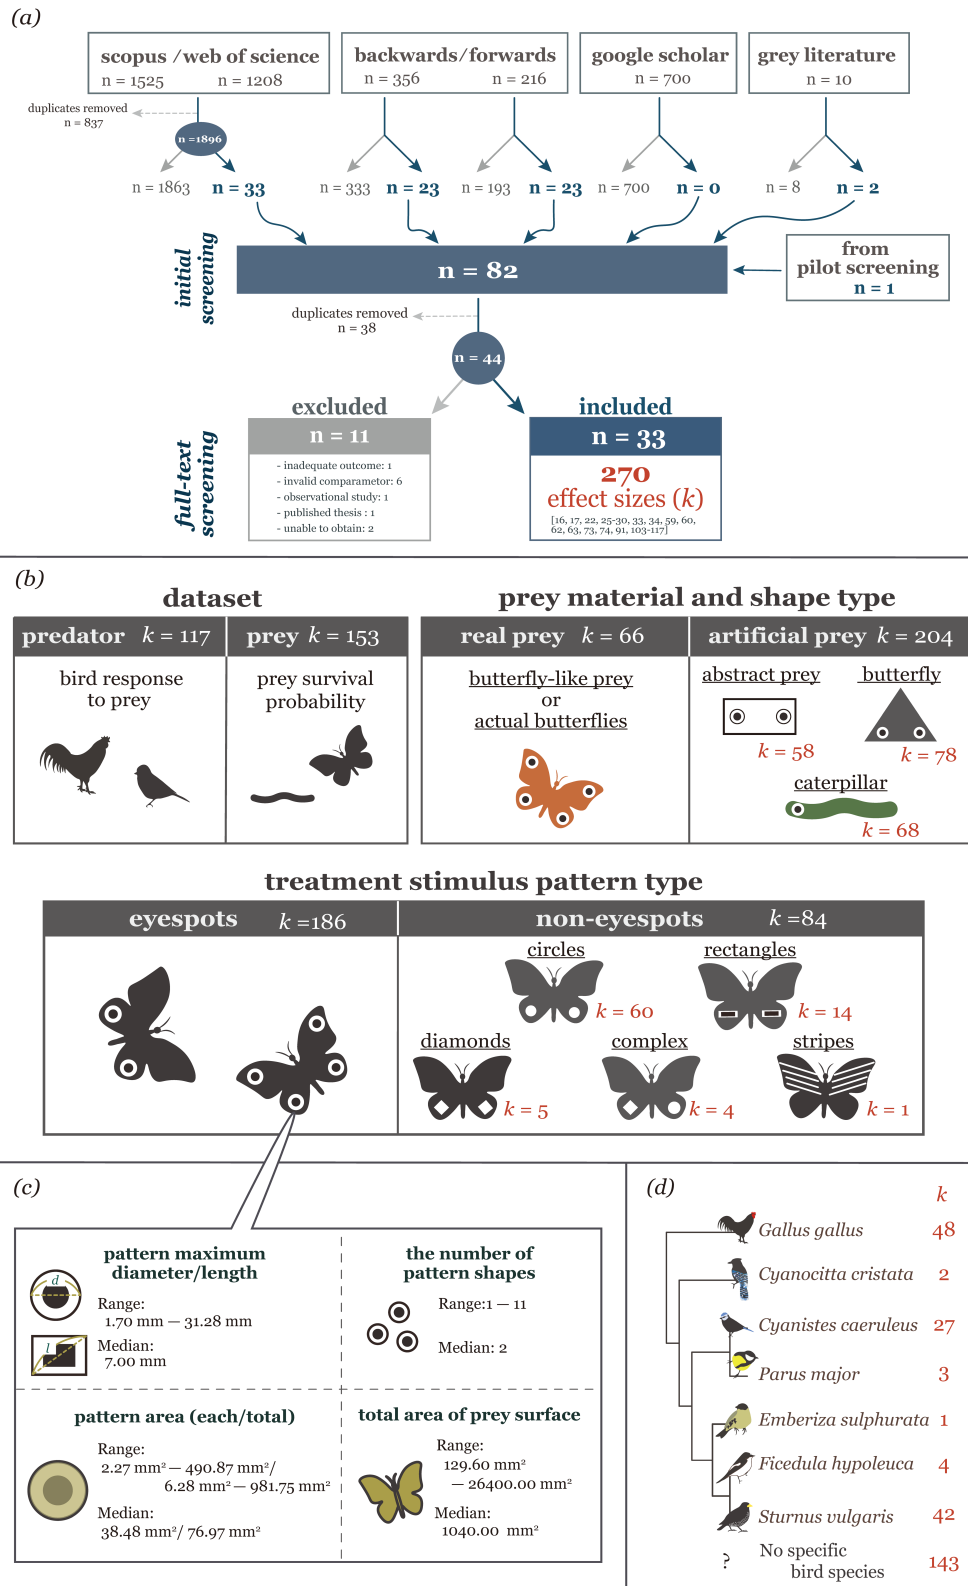 (a)
scopus / web of science
n = 1525 n = 1208
backwards/forwards
n = 356 n = 216
google scholar
n = 700
grey literature
n = 10
duplicates removed
n = 837
n =1896
n = 1863 n = 33 n = 333 n = 23 n = 193 n = 23 n = 700 n = 0 n = 8 n = 2
initial
screening
n = 82
from
pilot screening
n = 1
duplicates removed
n = 38
n = 44
full-text
screening
excluded
n = 11
- inadequate outcome: 1
- invalid comparametor: 6
- observational study: 1
- published thesis : 1
- unable to obtain: 2
included
n = 33
270
effect sizes (k)
[16, 17, 22, 25-30, 33, 34, 59, 60,
62, 63, 73, 74, 91, 103-117]
(b)
dataset
predator k = 117
bird response
to prey
prey k = 153
prey survival
probability
prey material and shape type
real prey k = 66
butterfly-like prey
or
actual butterflies
artificial prey k = 204
abstract prey
k = 58
butterfly
k = 78
caterpillar
k = 68
treatment stimulus pattern type
eyespots k =186
non-eyespots k =84
circles
k = 60
rectangles
k = 14
diamonds
k = 5
complex
k = 4
stripes
k = 1
(c)
pattern maximum
diameter/length
d
l
Range:
1.70 mm — 31.28 mm
Median:
7.00 mm
the number of
pattern shapes
Range:1 — 11
Median: 2
pattern area (each/total)
Range:
2.27 mm² — 490.87 mm²/
6.28 mm² — 981.75 mm²
Median:
38.48 mm²/ 76.97 mm²
total area of prey surface
Range:
129.60 mm²
— 26400.00 mm²
Median:
1040.00 mm²
(d)
k
Gallus gallus 48
Cyanocitta cristata 2
Cyanistes caeruleus 27
Parus major 3
Emberiza sulphurata 1
Ficedula hypoleuca 4
Sturnus vulgaris 42
? No specific
bird species 143